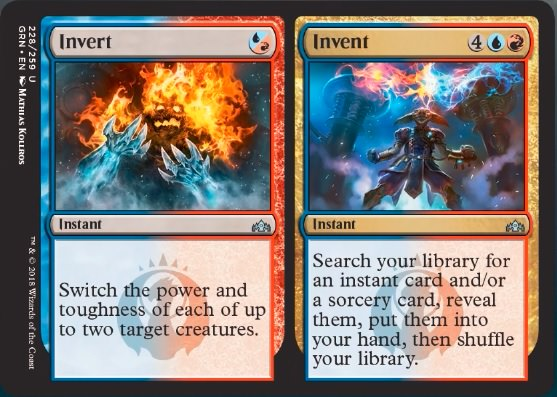 228/259 U
GRN • EN MATHIAS KOLLROS
™ & © 2018 Wizards of the Coast
Invert
Instant
Switch the power and
toughness of each of up
to two target creatures.
Invent
4
Instant
Search your library for
an instant card and/or
a sorcery card, reveal
them, put them into
your hand, then shuffle
your library.